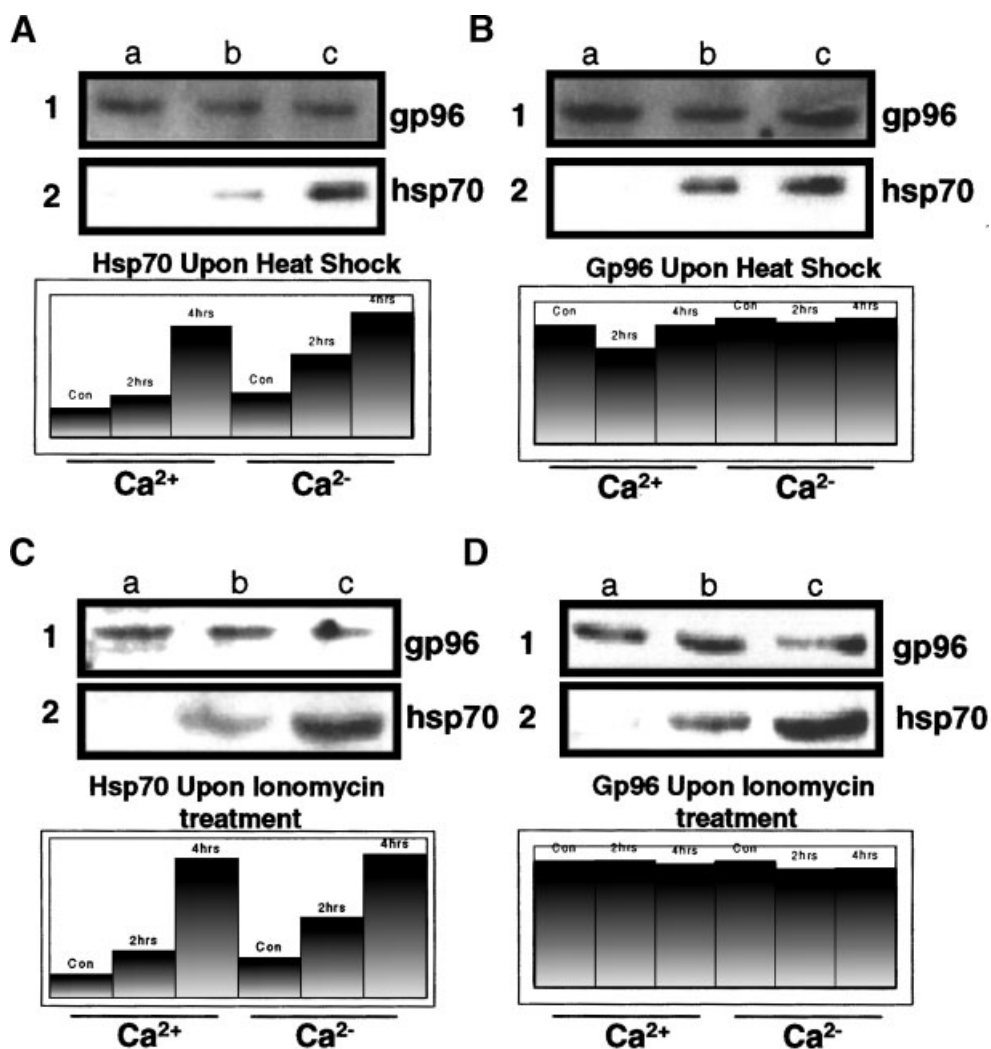 A
a b c
1 gp96
2 hsp70
Hsp70 Upon Heat Shock
Con 2hrs 4hrs Con 2hrs 4hrs
Ca2+ Ca2-
B
a b c
1 gp96
2 hsp70
Gp96 Upon Heat Shock
Con 2hrs 4hrs Con 2hrs 4hrs
Ca2+ Ca2-
C
a b c
1 gp96
2 hsp70
Hsp70 Upon Ionomycin
treatment
Con 2hrs 4hrs Con 2hrs 4hrs
Ca2+ Ca2-
D
a b c
1 gp96
2 hsp70
Gp96 Upon Ionomycin
treatment
Con 2hrs 4hrs Con 2hrs 4hrs
Ca2+ Ca2-